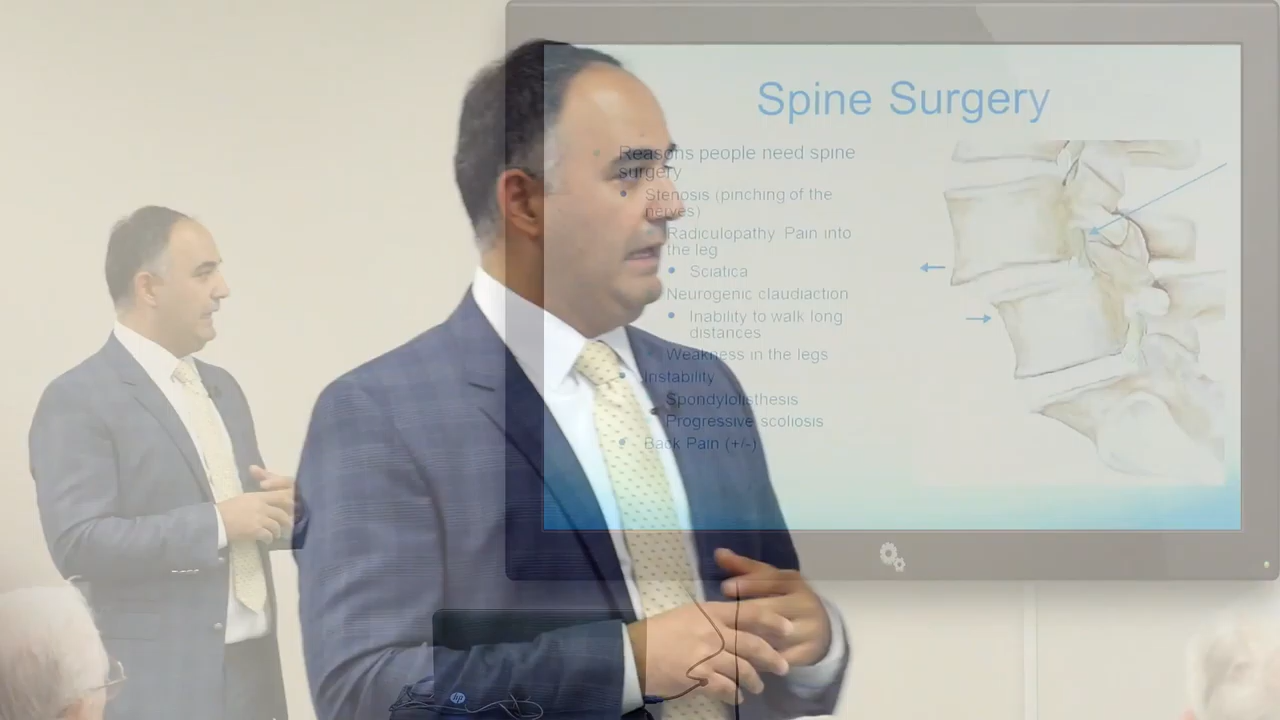 Spine Surgery
Reasons people need spine
surgery
Stenosis (pinching of the
nerves)
Radiculopathy Pain into
the leg
Sciatica
Neurogenic claudiaction
Inability to walk long
distances
Weakness in the legs
Instability
Spondylolisthesis
Progressive scoliosis
Back Pain (+/-)
hp